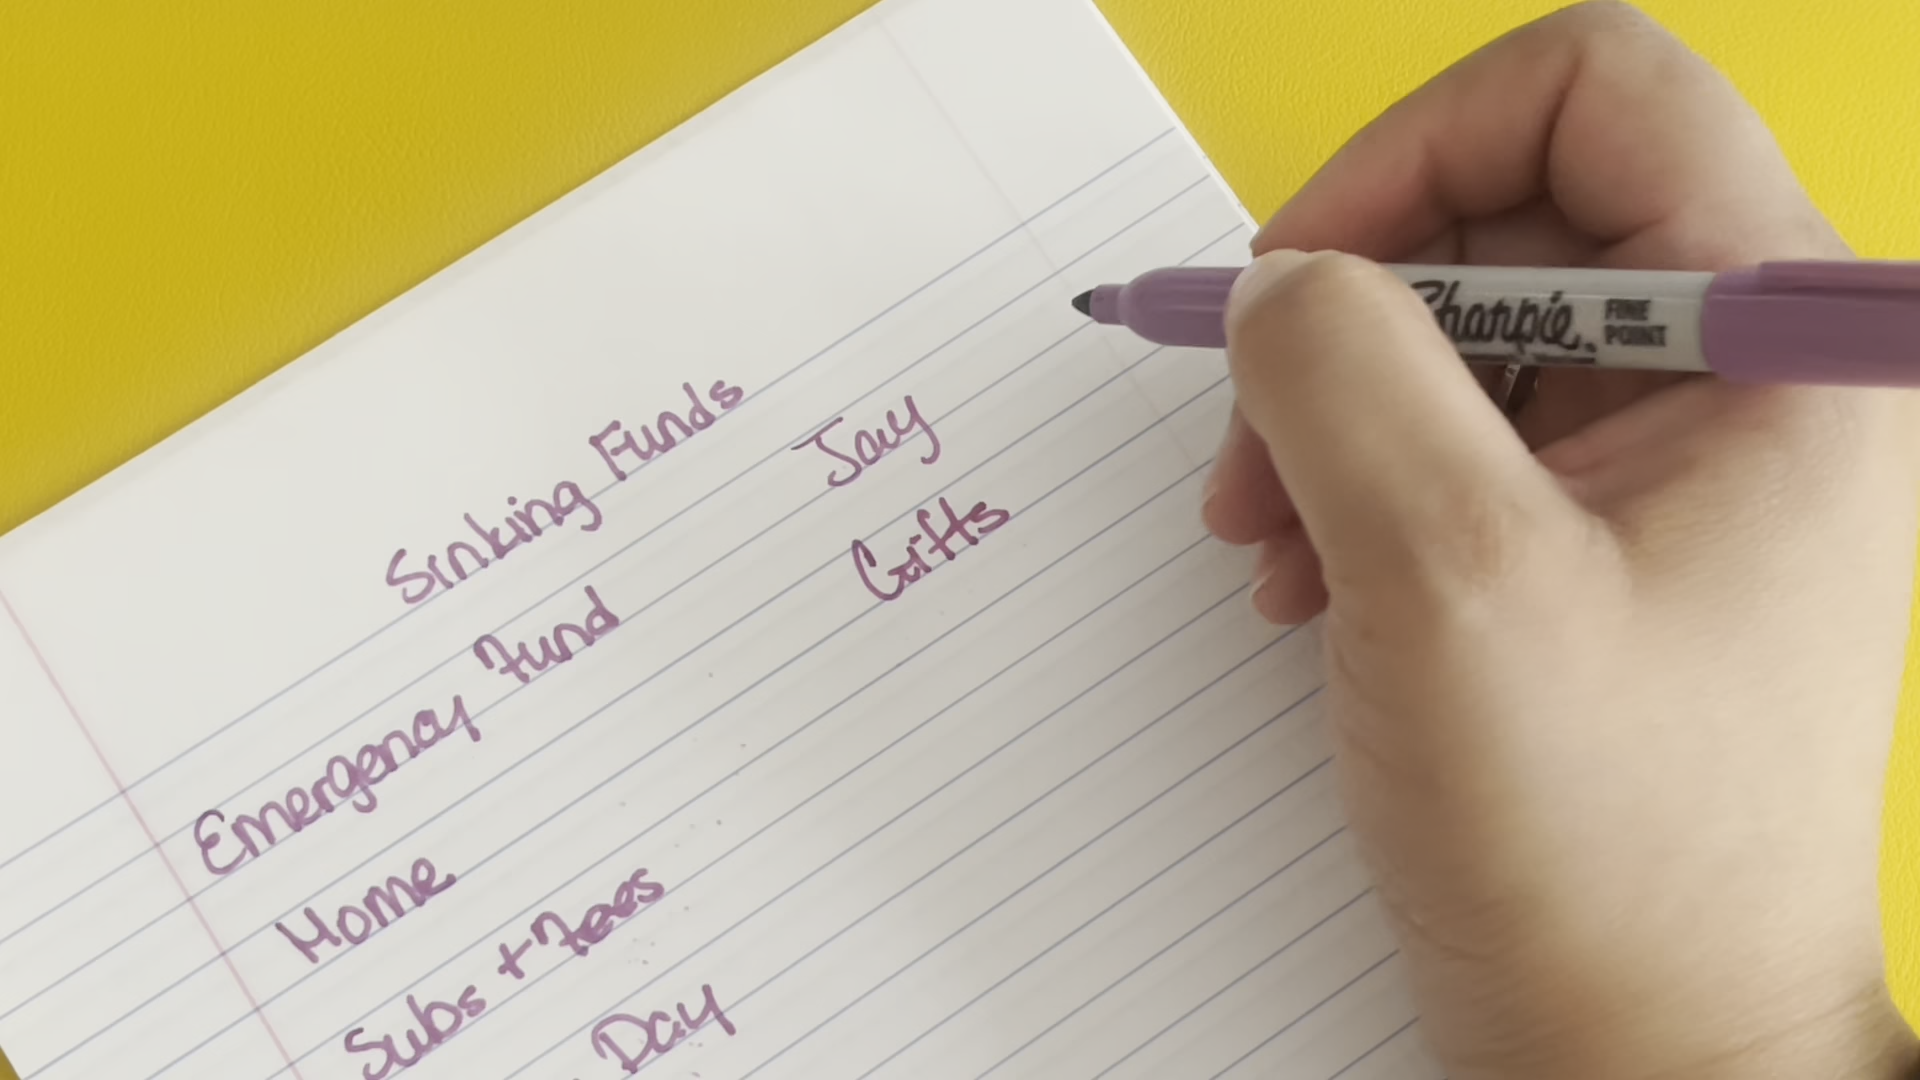 Sinking Funds
Emergency Fund
Jay
Home
Gifts
Subs + Fees
Day
Sharpie
FINE
POINT